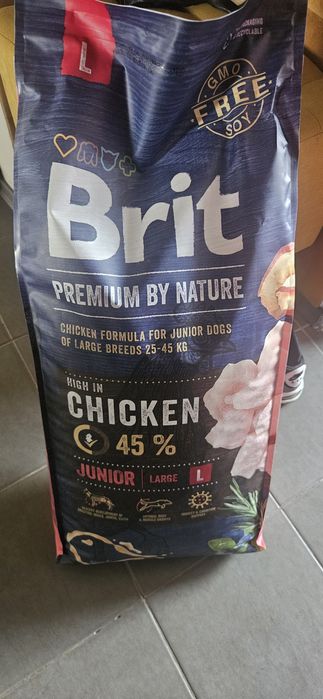 L
GMO
FREE
SOY
Brit
PREMIUM BY NATURE
CHICKEN FORMULA FOR JUNIOR DOGS
OF LARGE BREEDS 25-45 KG
HIGH IN
CHICKEN
45 %
JUNIOR LARGE L